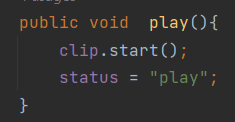 public void  play(){
    clip.start();
    status = "play";
}